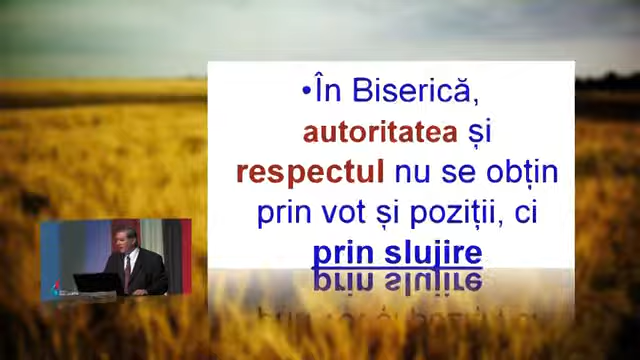 •În Biserică,
autoritatea și
respectul nu se obțin
prin vot și poziții, ci
prin slujire